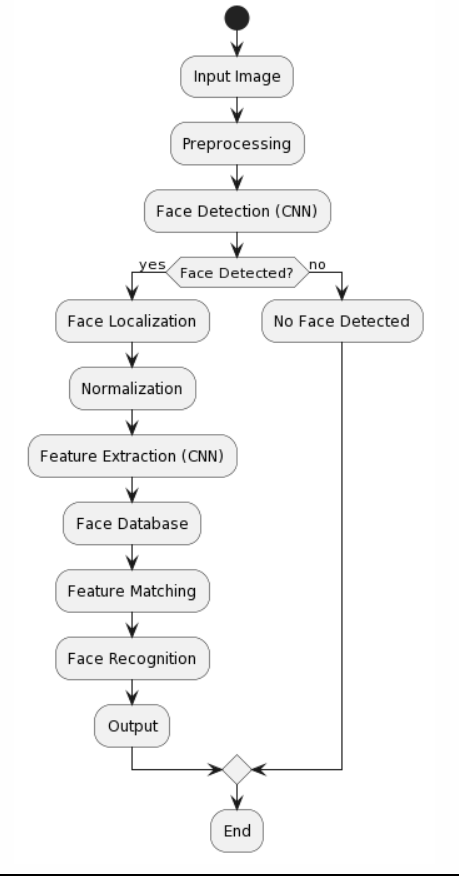 Input Image
Preprocessing
Face Detection (CNN)
Face Detected?
yes
no
Face Localization
No Face Detected
Normalization
Feature Extraction (CNN)
Face Database
Feature Matching
Face Recognition
Output
End